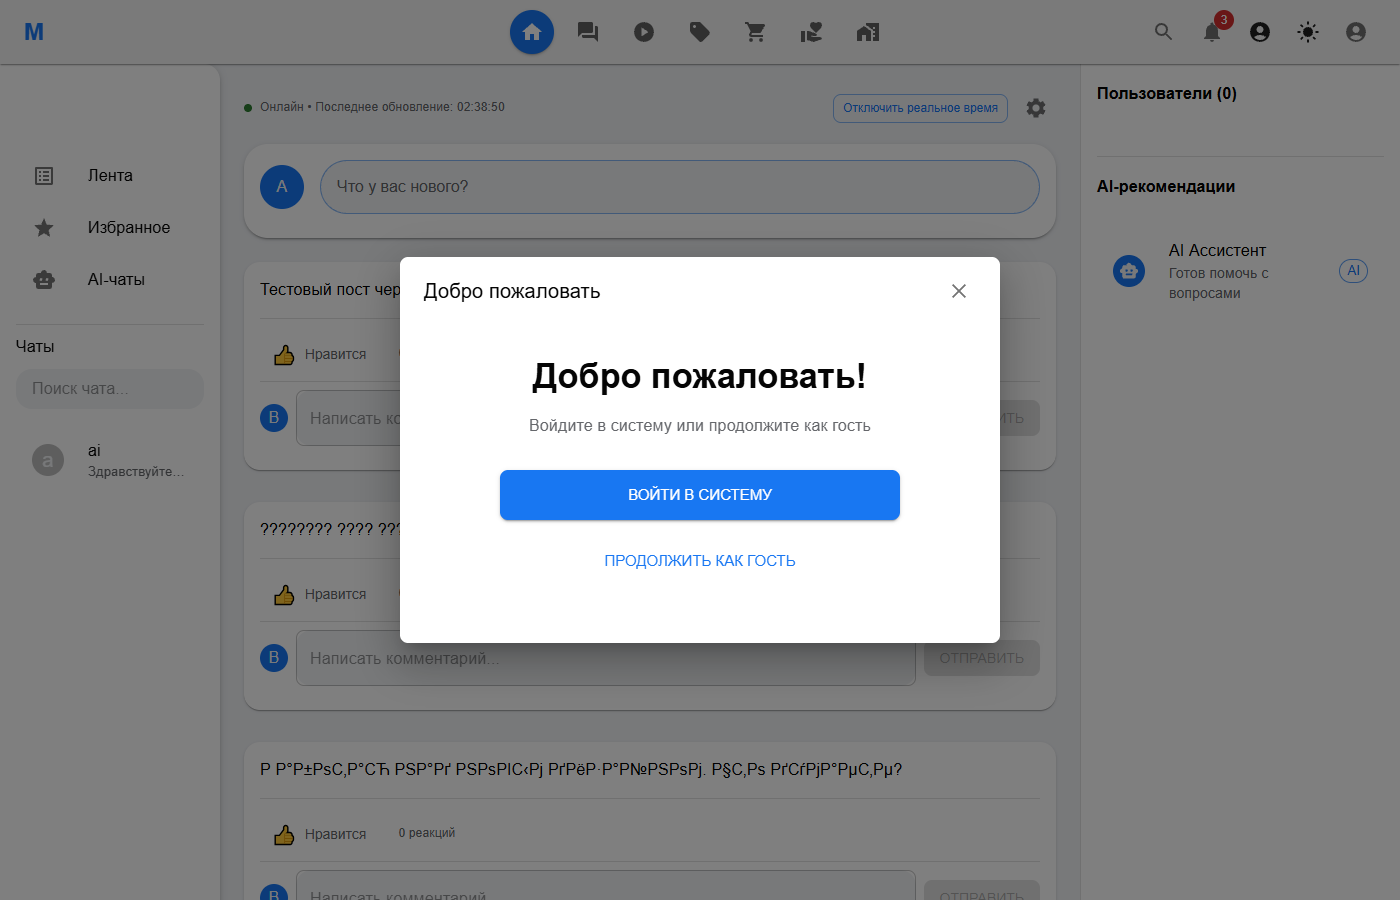 M
3
Онлайн • Последнее обновление: 02:38:50
Отключить реальное время
Пользователи (0)
Лента
Избранное
AI-чаты
Чаты
Поиск чата...
a
ai
Здравствуйте...
A
Что у вас нового?
Тестовый пост чер
Нравится
B
Написать ко
Добро пожаловать
Добро пожаловать!
Войдите в систему или продолжите как гость
ВОЙТИ В СИСТЕМУ
ПРОДОЛЖИТЬ КАК ГОСТЬ
???????? ???? ???
Нравится
B
Написать комментарий...
ОТПРАВИТЬ
Р Р°Р±РѕС‚Р°СЋ РЅР°Рґ РЅРѕРІС‹Рј РґРёР·Р°Р№РЅРѕРј. Р§С‚Рѕ РґСѓРјР°РµС‚Рµ?
Нравится
0 реакций
B
Написать комментарий...
ОТПРАВИТЬ
AI-рекомендации
AI Ассистент
Готов помочь с
вопросами
AI